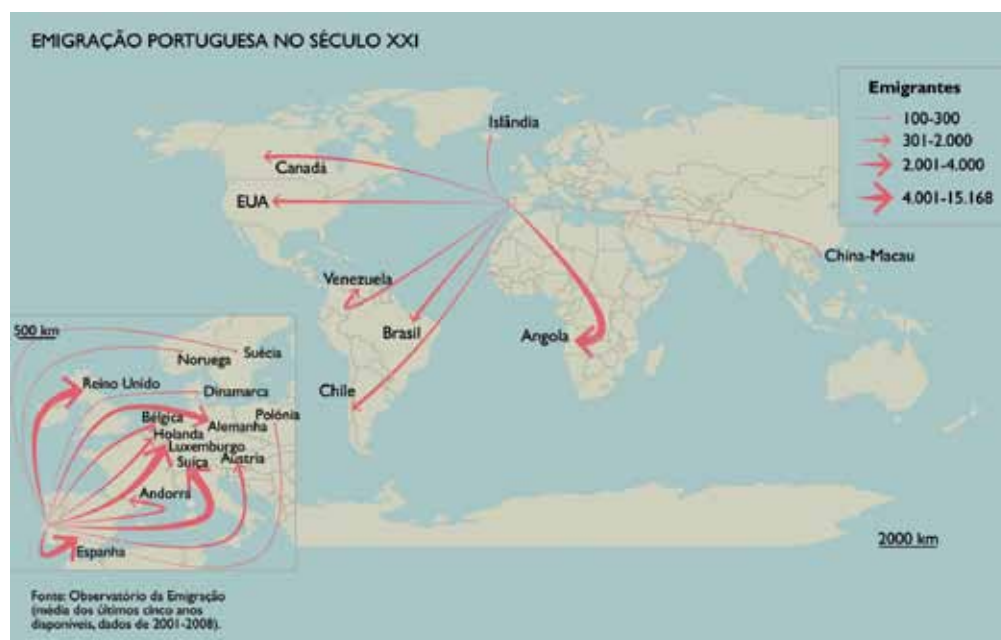 EMIGRAÇÃO PORTUGUESA NO SÉCULO XXI
Emigrantes
100-300
301-2.000
2.001-4.000
4.001-15.168
Islândia
Canadá
EUA
China-Macau
Venezuela
Brasil
Angola
Chile
500 km
Suécia
Noruega
Reino Unido
Dinamarca
Bélgica
Polónia
Alemanha
Holanda
Luxemburgo
Suíça
Áustria
Andorra
Espanha
2000 km
Fonte: Observatório da Emigração
(média dos últimos cinco anos
disponíveis, dados de 2001-2008).